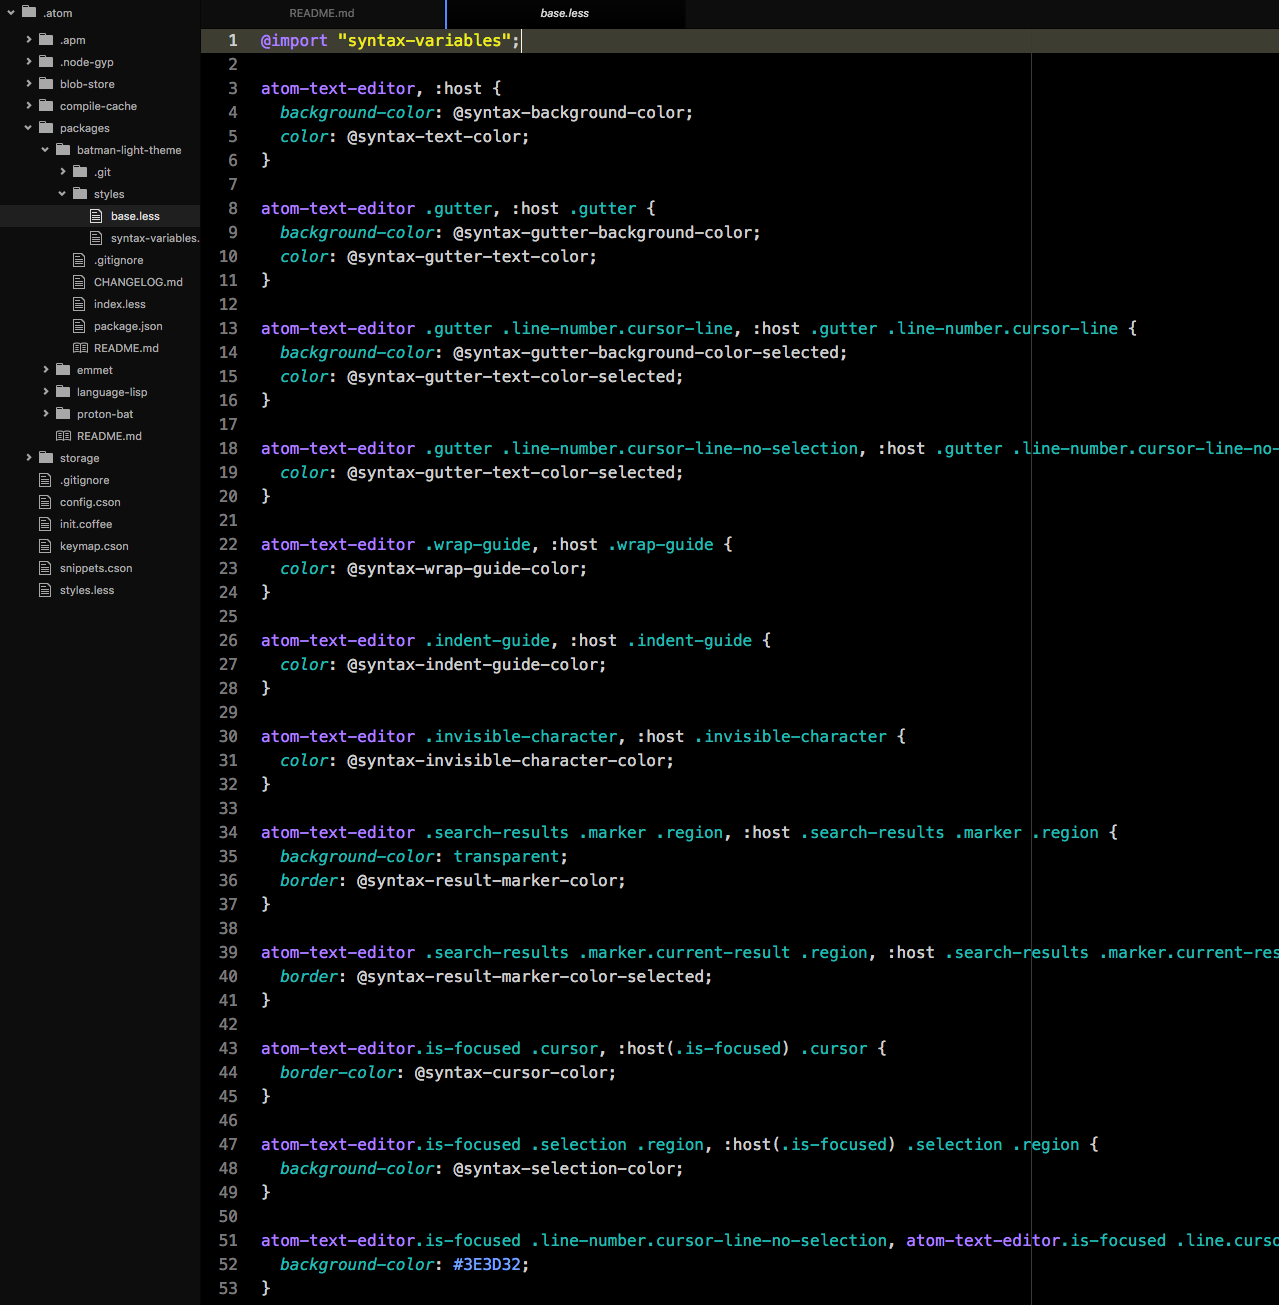 .atom
.apm
.node-gyp
blob-store
compile-cache
packages
batman-light-theme
.git
styles
base.less
syntax-variables.
.gitignore
CHANGELOG.md
index.less
package.json
README.md
emmet
language-lisp
proton-bat
README.md
storage
.gitignore
config.cson
init.coffee
keymap.cson
snippets.cson
styles.less
README.md
base.less
1 @import "syntax-variables";
2
3 atom-text-editor, :host {
4 background-color: @syntax-background-color;
5 color: @syntax-text-color;
6 }
7
8 atom-text-editor .gutter, :host .gutter {
9 background-color: @syntax-gutter-background-color;
10 color: @syntax-gutter-text-color;
11 }
12
13 atom-text-editor .gutter .line-number.cursor-line, :host .gutter .line-number.cursor-line {
14 background-color: @syntax-gutter-background-color-selected;
15 color: @syntax-gutter-text-color-selected;
16 }
17
18 atom-text-editor .gutter .line-number.cursor-line-no-selection, :host .gutter .line-number.cursor-line-no-
19 color: @syntax-gutter-text-color-selected;
20 }
21
22 atom-text-editor .wrap-guide, :host .wrap-guide {
23 color: @syntax-wrap-guide-color;
24 }
25
26 atom-text-editor .indent-guide, :host .indent-guide {
27 color: @syntax-indent-guide-color;
28 }
29
30 atom-text-editor .invisible-character, :host .invisible-character {
31 color: @syntax-invisible-character-color;
32 }
33
34 atom-text-editor .search-results .marker .region, :host .search-results .marker .region {
35 background-color: transparent;
36 border: @syntax-result-marker-color;
37 }
38
39 atom-text-editor .search-results .marker.current-result .region, :host .search-results .marker.current-res
40 border: @syntax-result-marker-color-selected;
41 }
42
43 atom-text-editor.is-focused .cursor, :host(.is-focused) .cursor {
44 border-color: @syntax-cursor-color;
45 }
46
47 atom-text-editor.is-focused .selection .region, :host(.is-focused) .selection .region {
48 background-color: @syntax-selection-color;
49 }
50
51 atom-text-editor.is-focused .line-number.cursor-line-no-selection, atom-text-editor.is-focused .line.curso
52 background-color: #3E3D32;
53 }